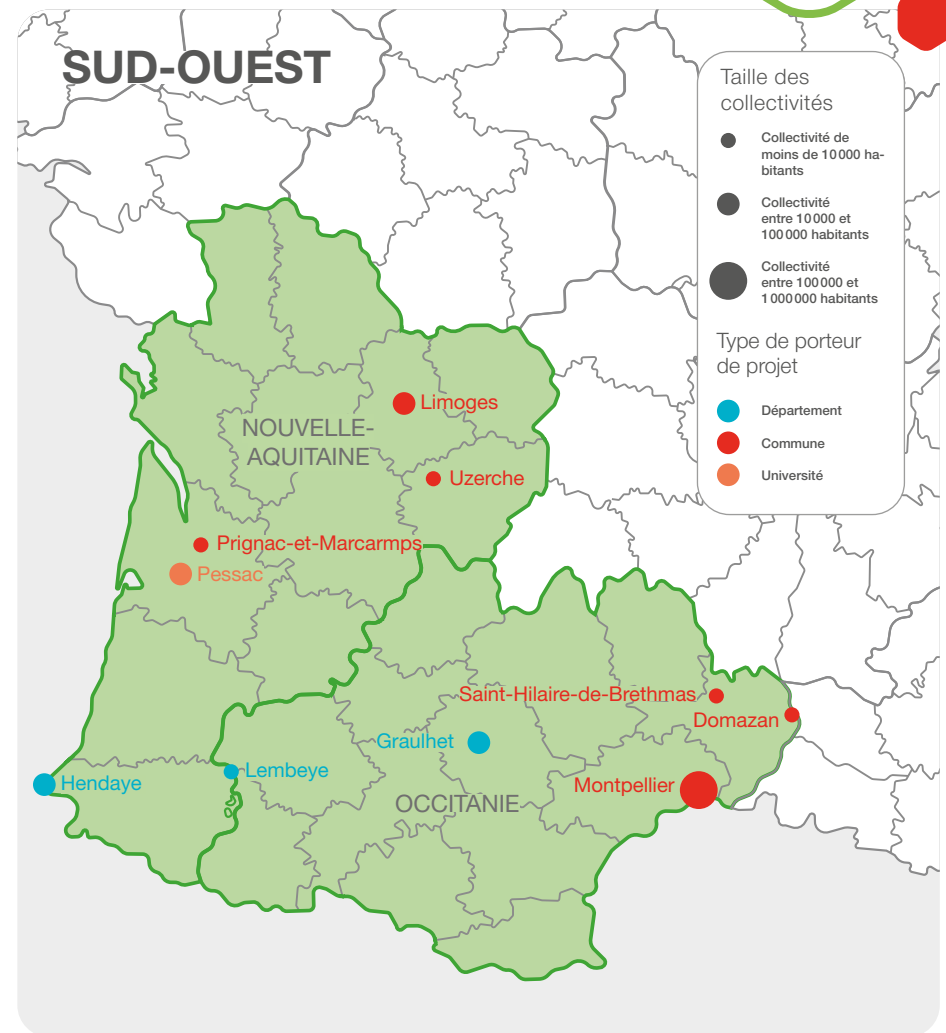 SUD-OUEST
Taille des
collectivités
Collectivité de
moins de 10 000 ha-
bitants
Collectivité
entre 10 000 et
100 000 habitants
Collectivité
entre 100 000 et
1 000 000 habitants
Type de porteur
de projet
Département
Commune
Université
Limoges
NOUVELLE-
AQUITAINE
Uzerche
Prignac-et-Marcarmps
Pessac
Saint-Hilaire-de-Brethmas
Domazan
Graulhet
Lembeye
Hendaye
Montpellier
OCCITANIE